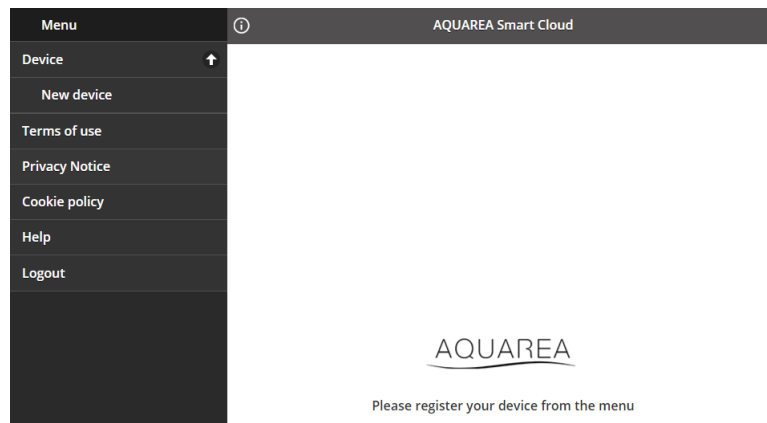 Menu
AQUAREA Smart Cloud
Device
New device
Terms of use
Privacy Notice
Cookie policy
Help
Logout
AQUAREA
Please register your device from the menu